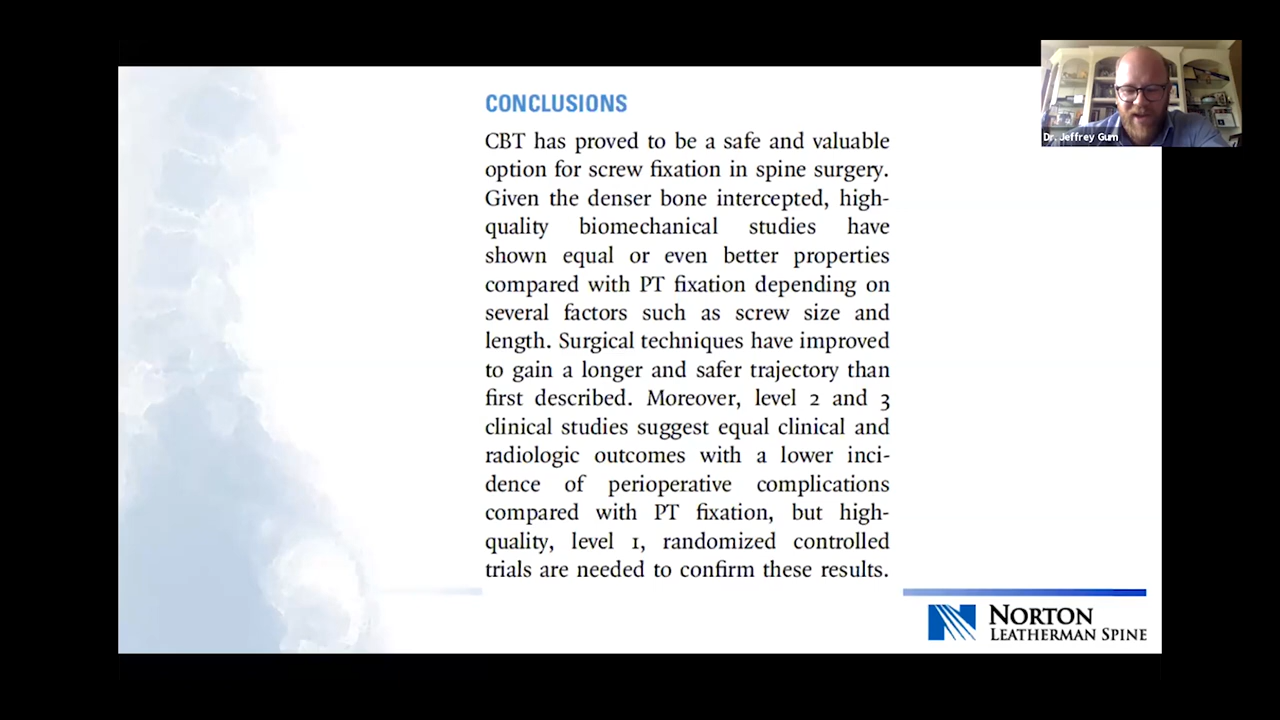 Dr. Jeffrey Gum
CONCLUSIONS
CBT has proved to be a safe and valuable
option for screw fixation in spine surgery.
Given the denser bone intercepted, high-
quality biomechanical studies have
shown equal or even better properties
compared with PT fixation depending on
several factors such as screw size and
length. Surgical techniques have improved
to gain a longer and safer trajectory than
first described. Moreover, level 2 and 3
clinical studies suggest equal clinical and
radiologic outcomes with a lower inci-
dence of perioperative complications
compared with PT fixation, but high-
quality, level 1, randomized controlled
trials are needed to confirm these results.
NORTON
LEATHERMAN SPINE